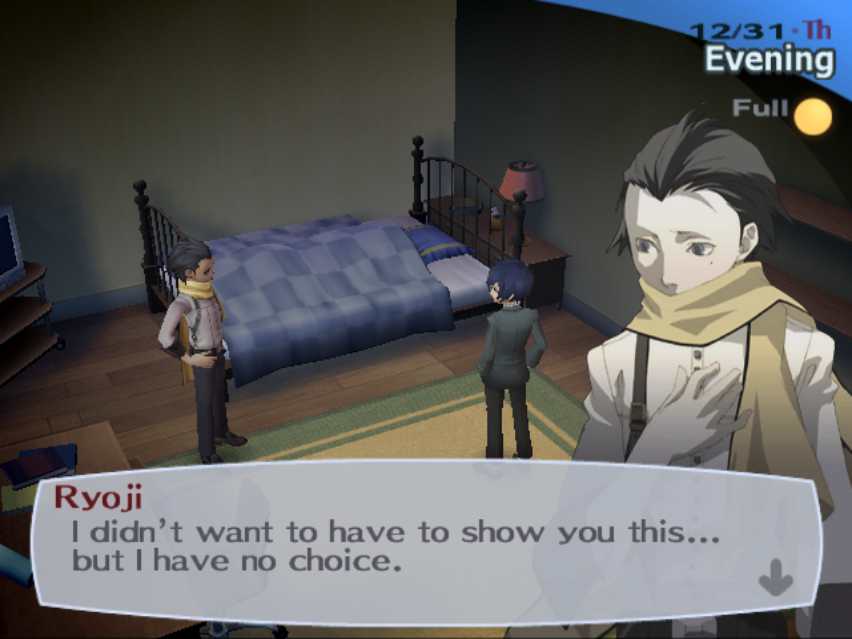 12/31・Th
Evening
Full
Ryoji
I didn't want to have to show you this...
but I have no choice.